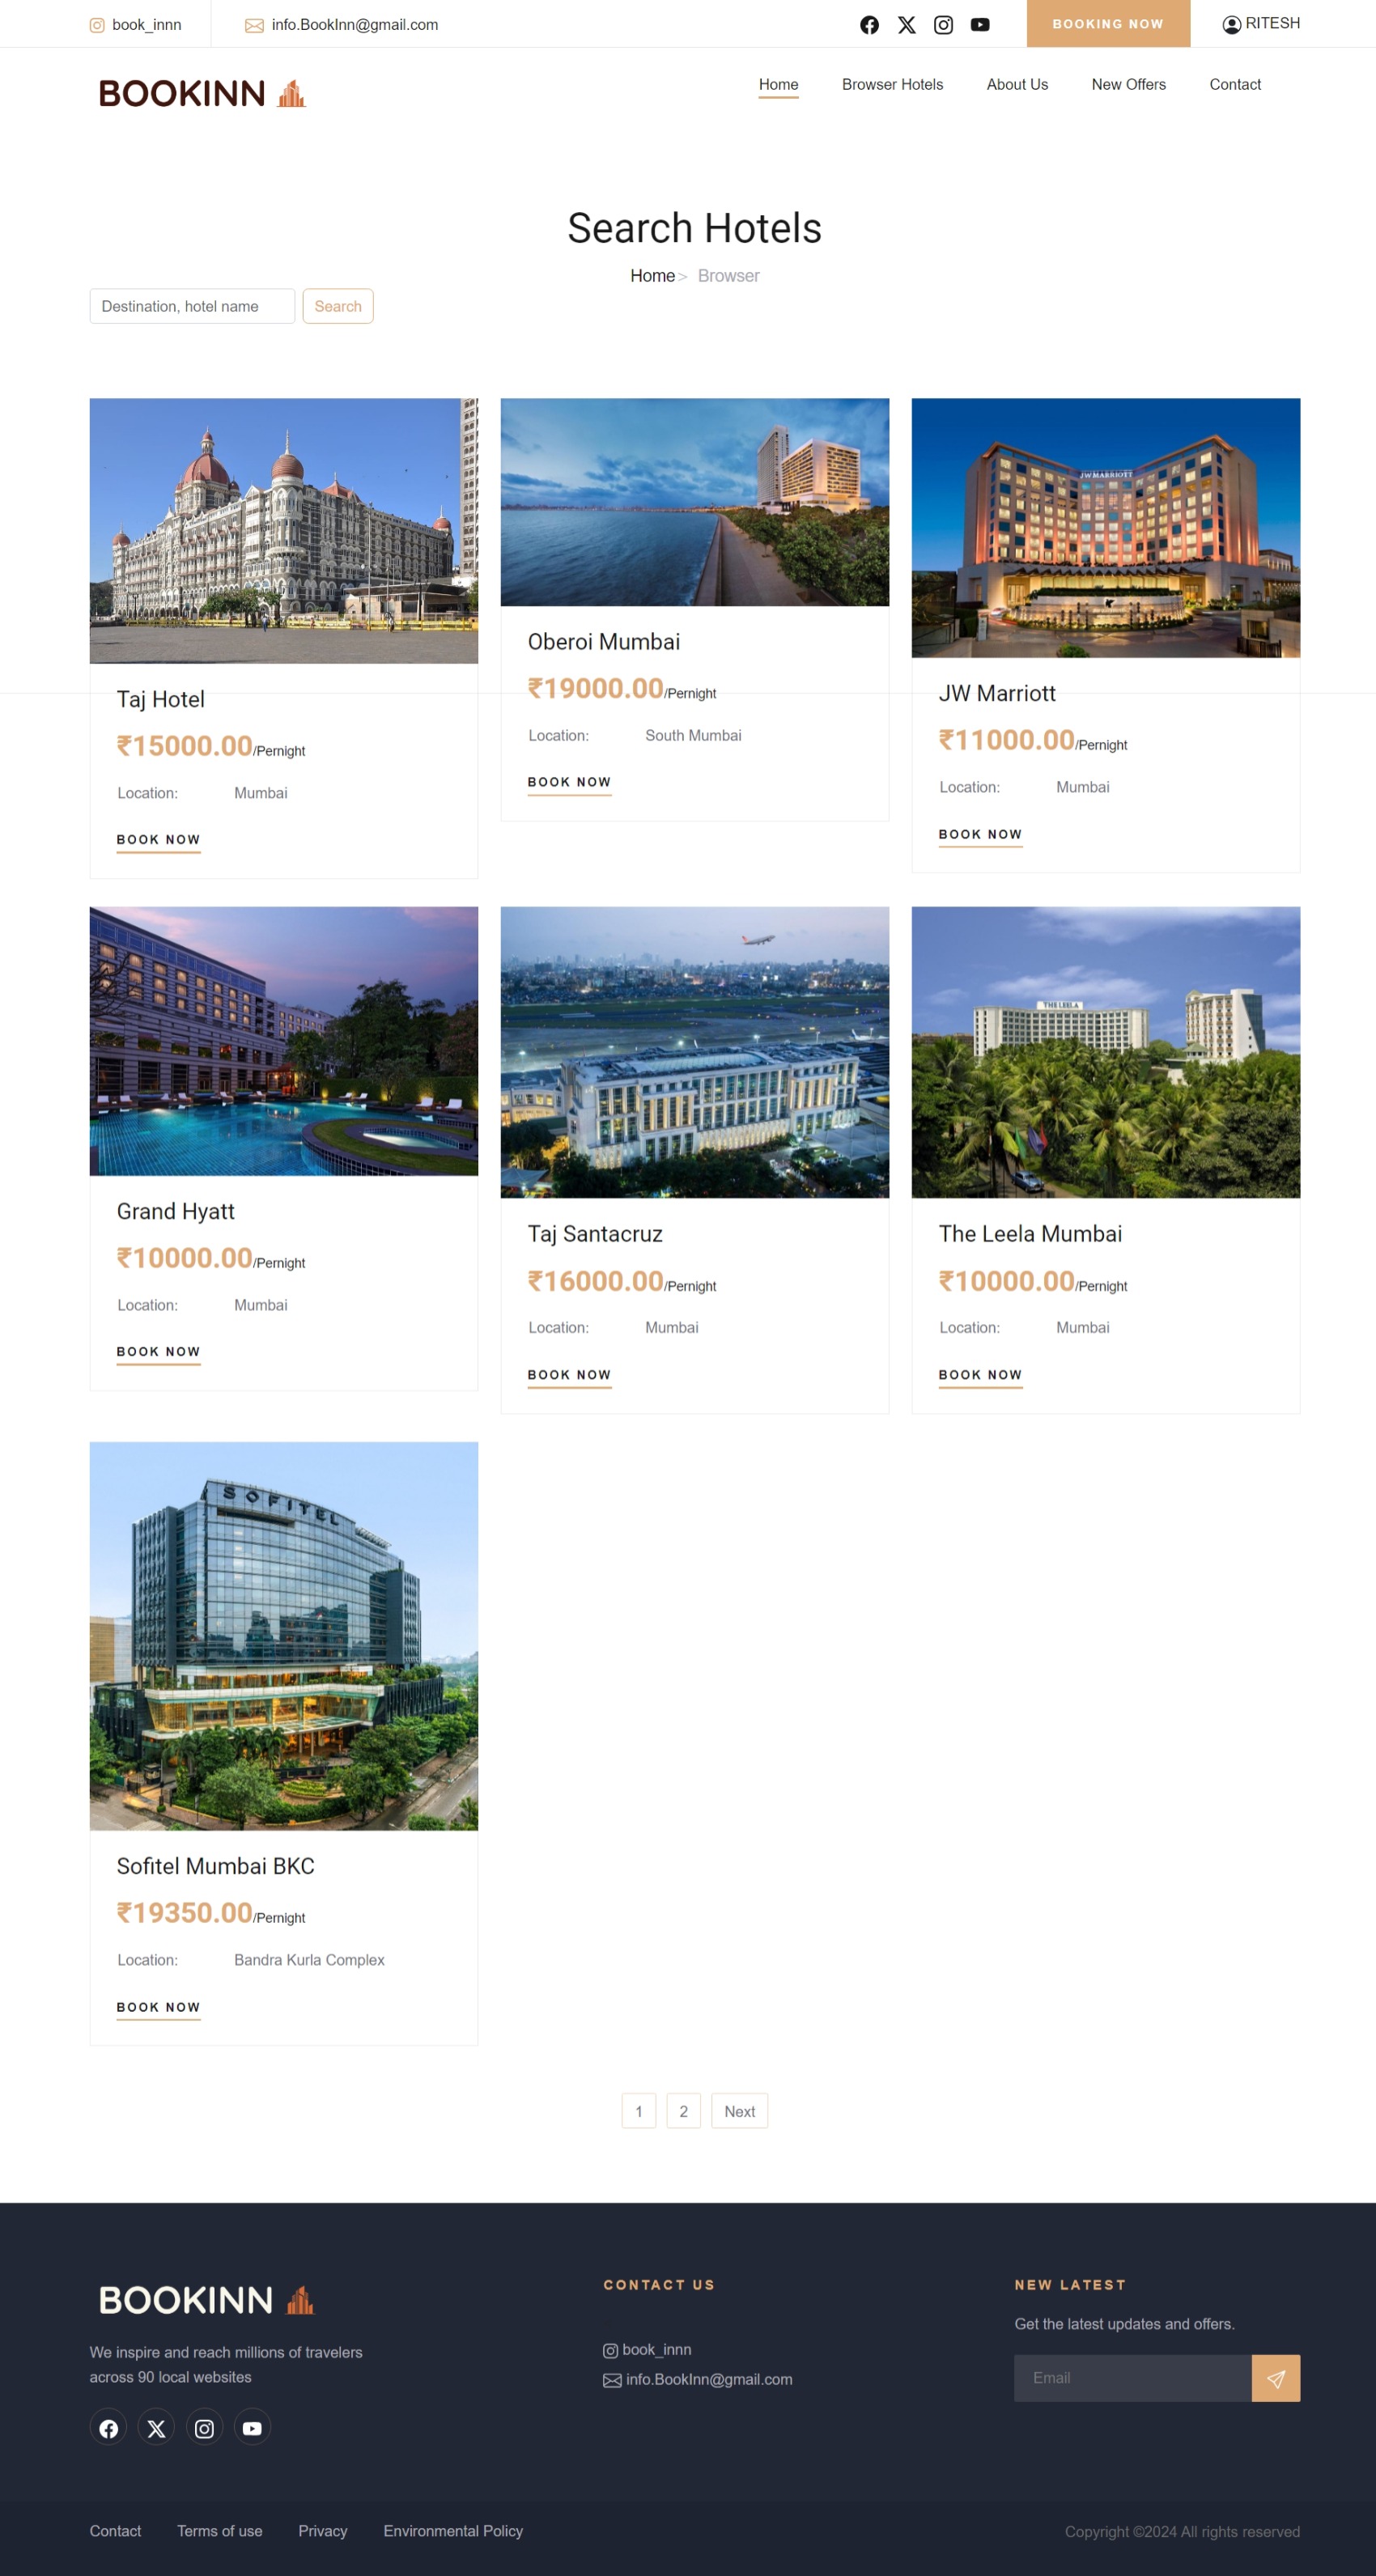 book_innn
info.BookInn@gmail.com
BOOKING NOW
RITESH
BOOKINN
Home
Browser Hotels
About Us
New Offers
Contact
Search Hotels
Home > Browser
Destination, hotel name
Search
JW MARRIOTT
Taj Hotel
₹15000.00/Pernight
Location: Mumbai
BOOK NOW
Oberoi Mumbai
₹19000.00/Pernight
Location: South Mumbai
BOOK NOW
JW Marriott
₹11000.00/Pernight
Location: Mumbai
BOOK NOW
THE LEELA
Grand Hyatt
₹10000.00/Pernight
Location: Mumbai
BOOK NOW
Taj Santacruz
₹16000.00/Pernight
Location: Mumbai
BOOK NOW
The Leela Mumbai
₹10000.00/Pernight
Location: Mumbai
BOOK NOW
SOFITEL
Sofitel Mumbai BKC
₹19350.00/Pernight
Location: Bandra Kurla Complex
BOOK NOW
1
2
Next
BOOKINN
We inspire and reach millions of travelers
across 90 local websites
CONTACT US
book_innn
info.BookInn@gmail.com
NEW LATEST
Get the latest updates and offers.
Email
Contact
Terms of use
Privacy
Environmental Policy
Copyright ©2024 All rights reserved